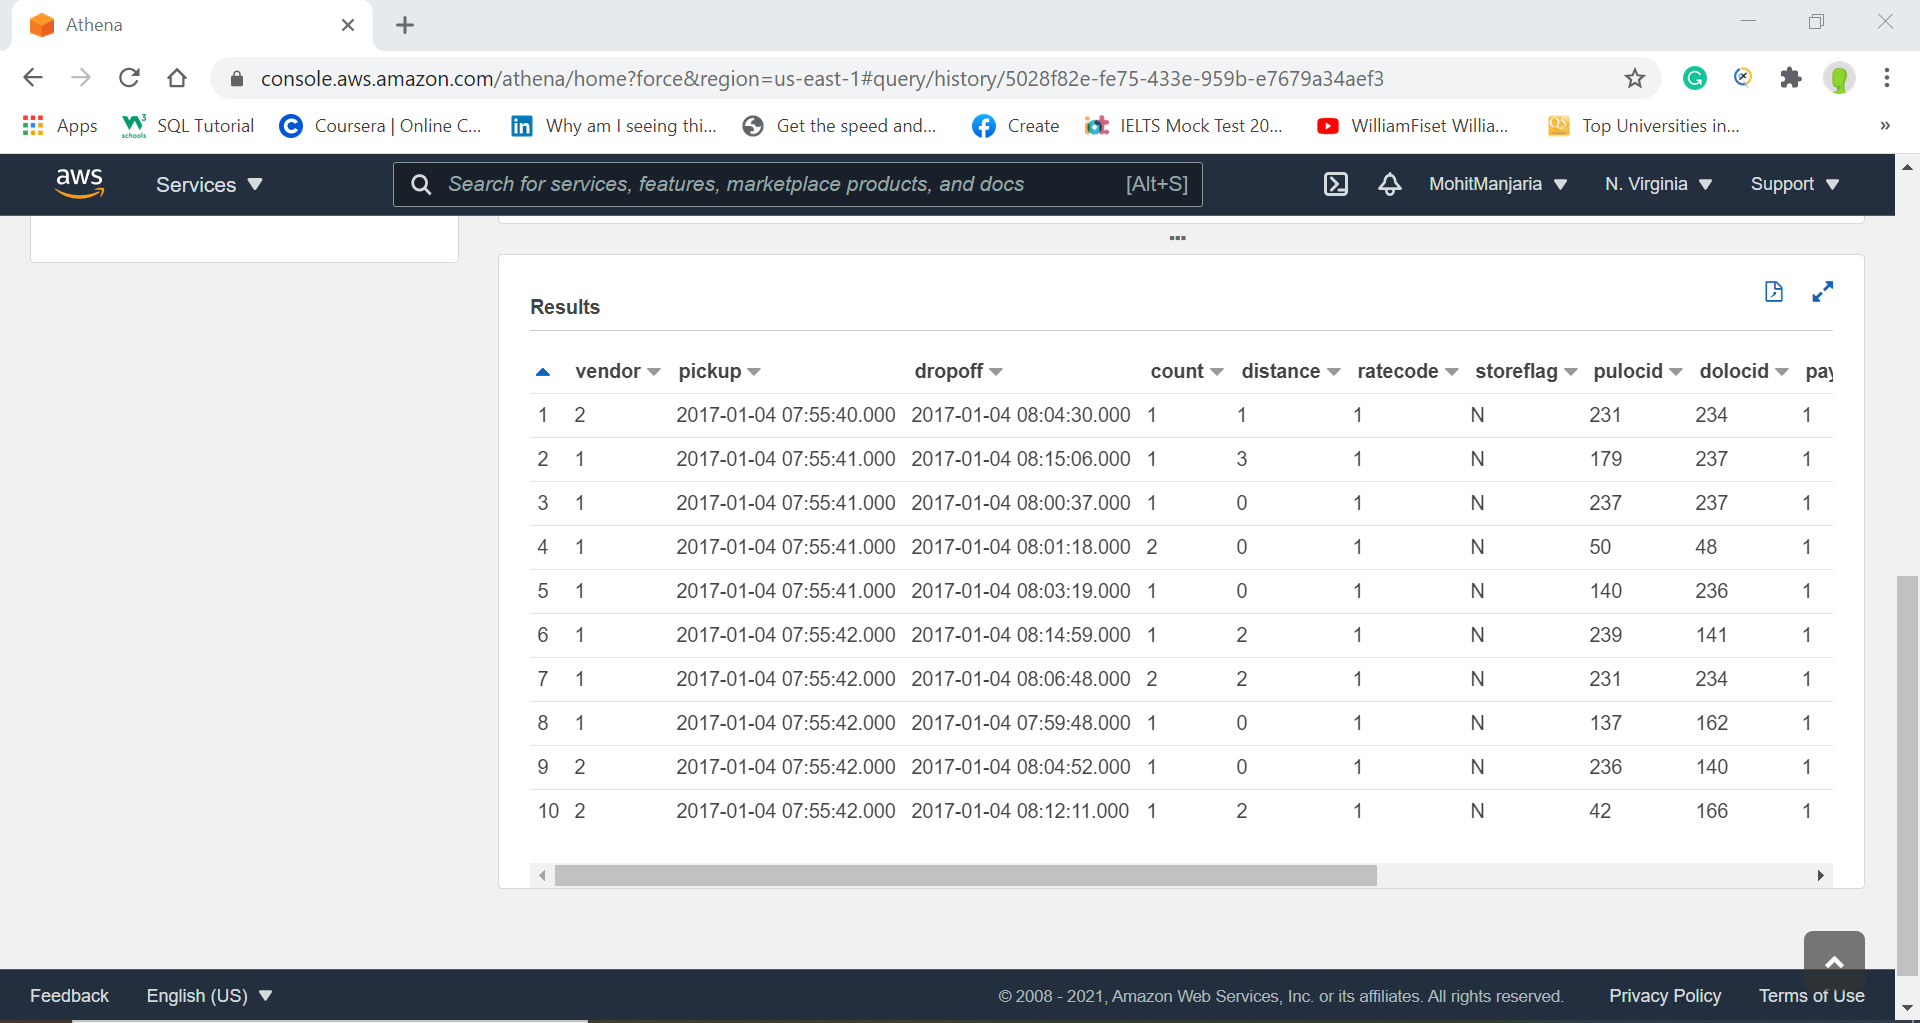 Athena
console.aws.amazon.com/athena/home?force&region=us-east-1#query/history/5028f82e-fe75-433e-959b-e7679a34aef3
Apps SQL Tutorial Coursera | Online C... Why am I seeing thi... Get the speed and... Create IELTS Mock Test 20... WilliamFiset Willia... Top Universities in... »
aws Services Search for services, features, marketplace products, and docs [Alt+S] MohitManjaria N. Virginia Support
Results
vendor pickup dropoff count distance ratecode storeflag pulocid dolocid pay
1 2 2017-01-04 07:55:40.000 2017-01-04 08:04:30.000 1 1 1 N 231 234 1
2 1 2017-01-04 07:55:41.000 2017-01-04 08:15:06.000 1 3 1 N 179 237 1
3 1 2017-01-04 07:55:41.000 2017-01-04 08:00:37.000 1 0 1 N 237 237 1
4 1 2017-01-04 07:55:41.000 2017-01-04 08:01:18.000 2 0 1 N 50 48 1
5 1 2017-01-04 07:55:41.000 2017-01-04 08:03:19.000 1 0 1 N 140 236 1
6 1 2017-01-04 07:55:42.000 2017-01-04 08:14:59.000 1 2 1 N 239 141 1
7 1 2017-01-04 07:55:42.000 2017-01-04 08:06:48.000 2 2 1 N 231 234 1
8 1 2017-01-04 07:55:42.000 2017-01-04 07:59:48.000 1 0 1 N 137 162 1
9 2 2017-01-04 07:55:42.000 2017-01-04 08:04:52.000 1 0 1 N 236 140 1
10 2 2017-01-04 07:55:42.000 2017-01-04 08:12:11.000 1 2 1 N 42 166 1
Feedback English (US) © 2008 - 2021, Amazon Web Services, Inc. or its affiliates. All rights reserved. Privacy Policy Terms of Use